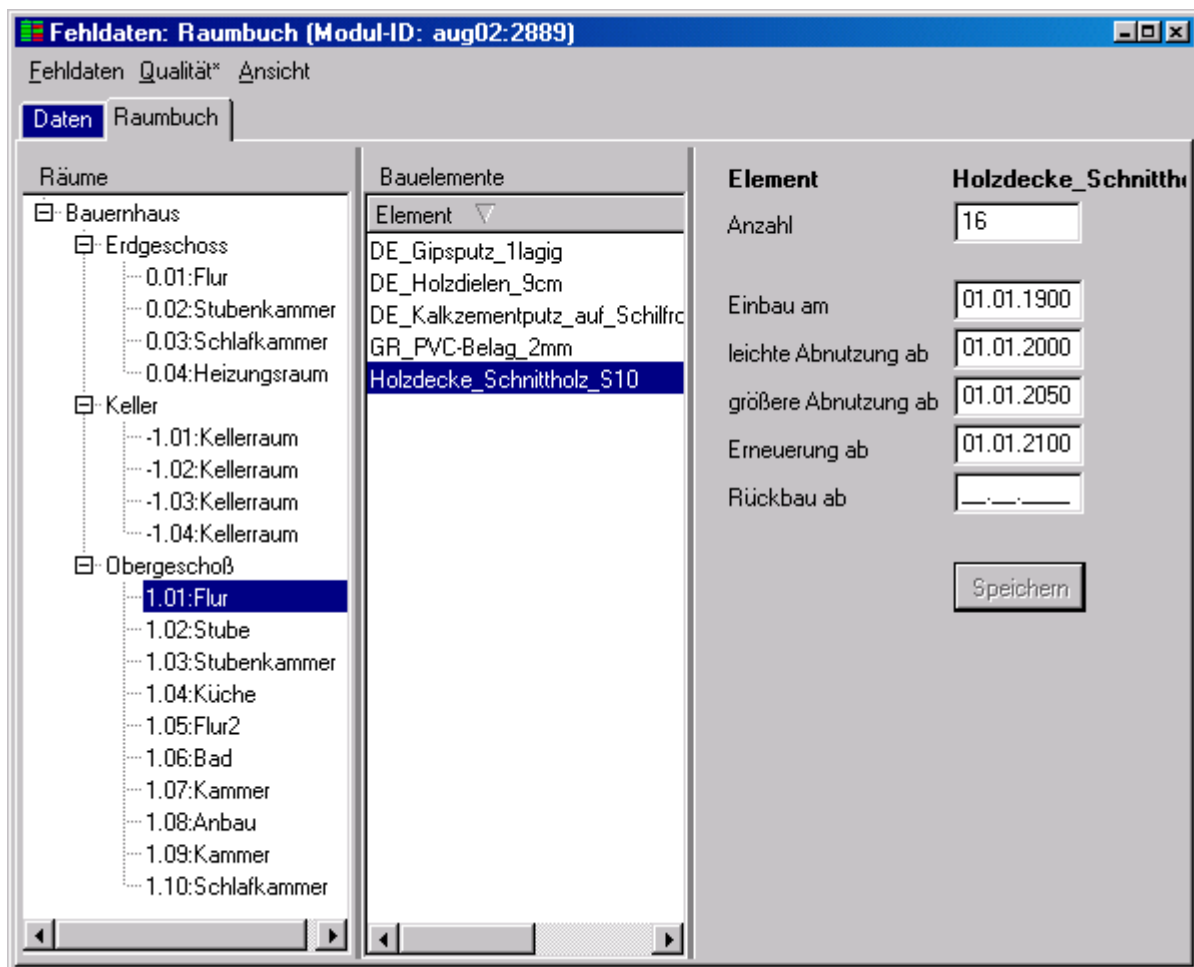 Fehldaten: Raumbuch (Modul-ID: aug02:2889)
Fehldaten Qualität* Ansicht
Daten Raumbuch
Räume
Bauernhaus
Erdgeschoss
0.01:Flur
0.02:Stubenkammer
0.03:Schlafkammer
0.04:Heizungsraum
Keller
-1.01:Kellerraum
-1.02:Kellerraum
-1.03:Kellerraum
-1.04:Kellerraum
Obergeschoß
1.01:Flur
1.02:Stube
1.03:Stubenkammer
1.04:Küche
1.05:Flur2
1.06:Bad
1.07:Kammer
1.08:Anbau
1.09:Kammer
1.10:Schlafkammer
Bauelemente
Element
DE_Gipsputz_1lagig
DE_Holzdielen_9cm
DE_Kalkzementputz_auf_Schilfro
GR_PVC-Belag_2mm
Holzdecke_Schnittholz_S10
Element Holzdecke_Schnittho
Anzahl 16
Einbau am 01.01.1900
leichte Abnutzung ab 01.01.2000
größere Abnutzung ab 01.01.2050
Erneuerung ab 01.01.2100
Rückbau ab __.__.____
Speichern